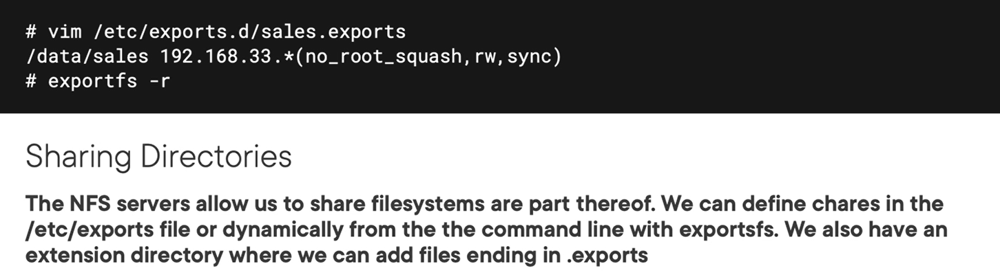 # vim /etc/exports.d/sales.exports
/data/sales 192.168.33.*(no_root_squash,rw,sync)
# exportfs -r
Sharing Directories
The NFS servers allow us to share filesystems are part thereof. We can define chares in the
/etc/exports file or dynamically from the the command line with exportsfs. We also have an
extension directory where we can add files ending in .exports